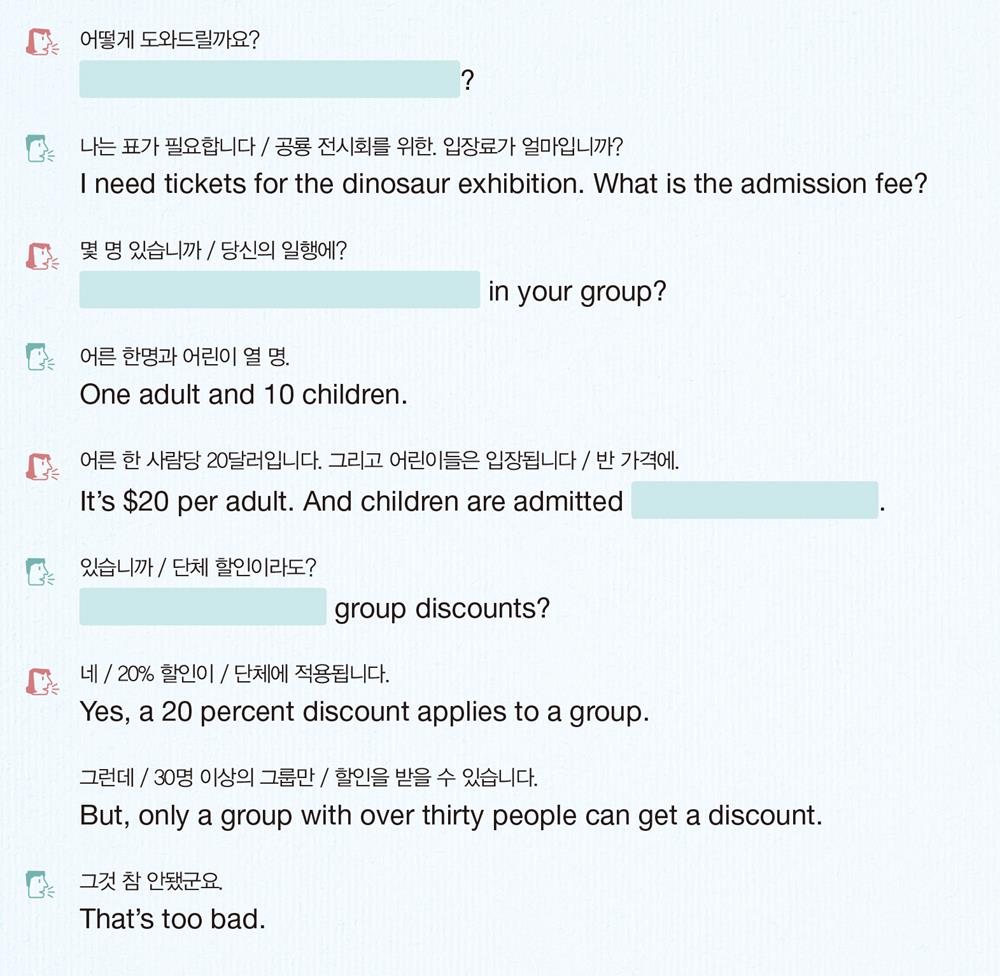 어떻게 도와드릴까요?
?
나는 표가 필요합니다 / 공룡 전시회를 위한. 입장료가 얼마입니까?
I need tickets for the dinosaur exhibition. What is the admission fee?
몇 명 있습니까 / 당신의 일행에?
in your group?
어른 한명과 어린이 열 명.
One adult and 10 children.
어른 한 사람당 20달러입니다. 그리고 어린이들은 입장됩니다 / 반 가격에.
It's $20 per adult. And children are admitted .
있습니까 / 단체 할인이라도?
group discounts?
네 / 20% 할인이 / 단체에 적용됩니다.
Yes, a 20 percent discount applies to a group.
그런데 / 30명 이상의 그룹만 / 할인을 받을 수 있습니다.
But, only a group with over thirty people can get a discount.
그것 참 안됐군요.
That's too bad.